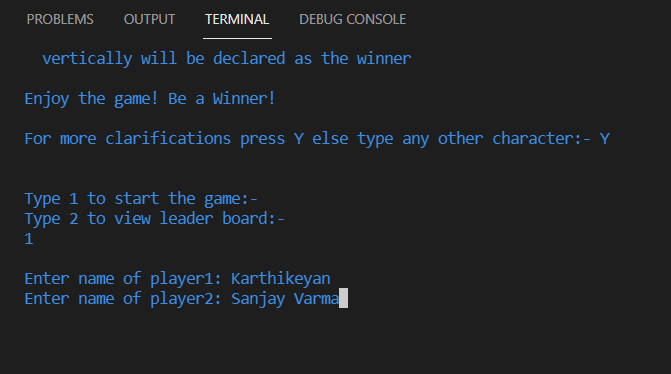 PROBLEMS OUTPUT TERMINAL DEBUG CONSOLE
vertically will be declared as the winner
Enjoy the game! Be a Winner!
For more clarifications press Y else type any other character:- Y
Type 1 to start the game:-
Type 2 to view leader board:-
1
Enter name of player1: Karthikeyan
Enter name of player2: Sanjay Varma